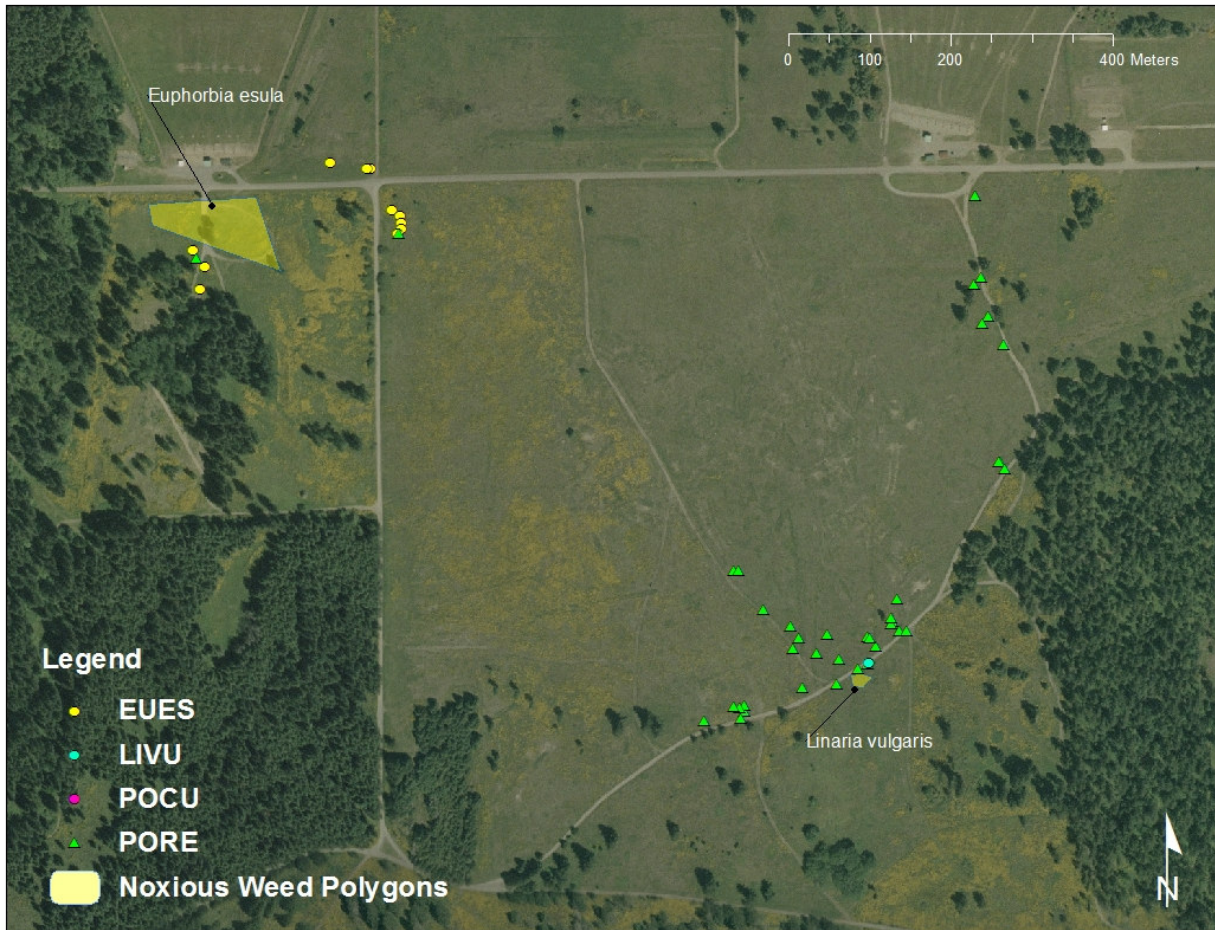 0 100 200 400 Meters
Euphorbia esula
Linaria vulgaris
Legend
EUES
LIVU
POCU
PORE
Noxious Weed Polygons
N